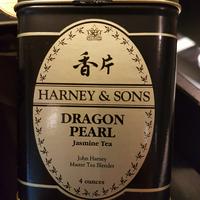 香片
HARNEY & SONS
DRAGON
PEARL
Jasmine Tea
John Harney
Master Tea Blender
4 ounces